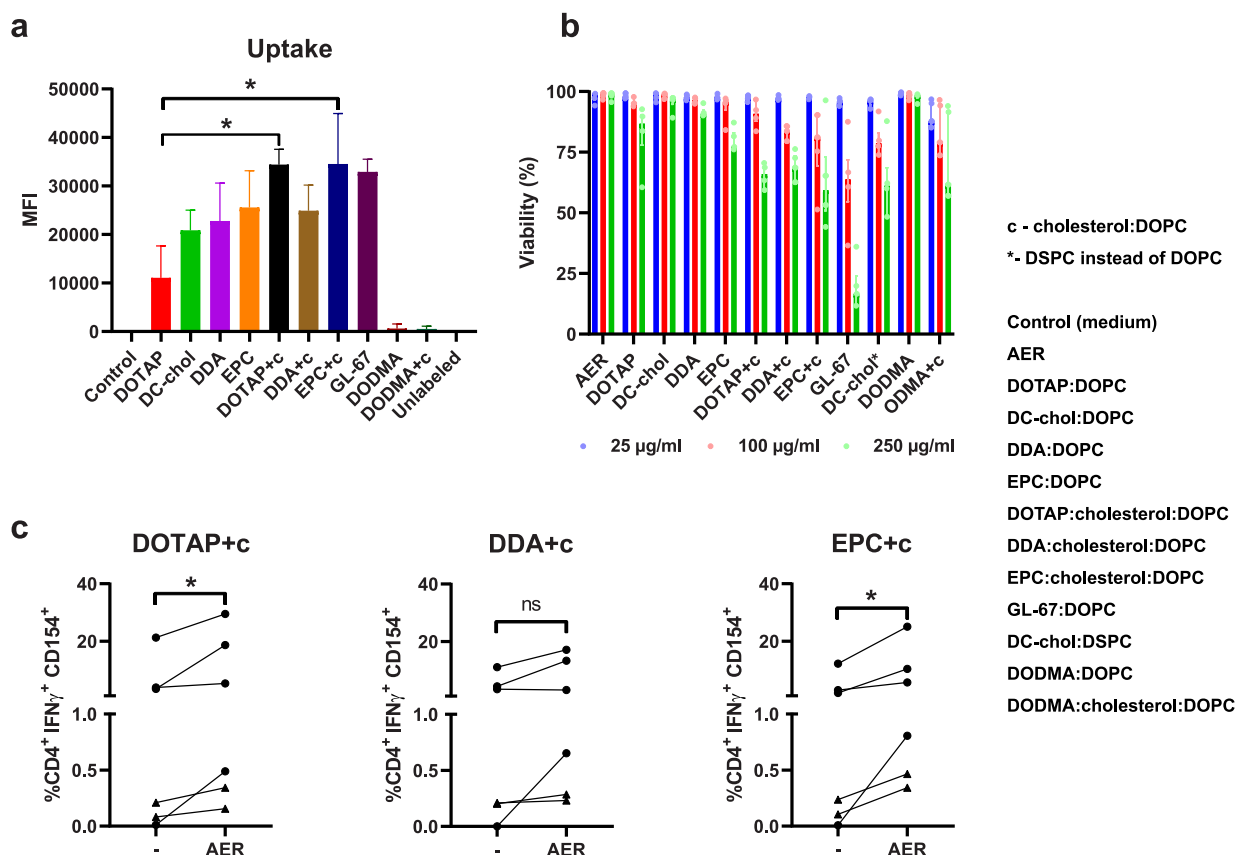 a
Uptake
MFI
50000
40000
30000
20000
10000
0
*
*
Control
DOTAP
DC-chol
DDA
EPC
DOTAP+c
DDA+c
EPC+c
GL-67
DODMA
DODMA+c
Unlabeled
b
Viability (%)
100
75
50
25
0
AER
DOTAP
DC-chol
DDA
EPC
DOTAP+c
DDA+c
EPC+c
GL-67
DC-chol*
DODMA
ODMA+c
25 µg/ml 100 µg/ml 250 µg/ml
c - cholesterol:DOPC
*- DSPC instead of DOPC
Control (medium)
AER
DOTAP:DOPC
DC-chol:DOPC
DDA:DOPC
EPC:DOPC
DOTAP:cholesterol:DOPC
DDA:cholesterol:DOPC
EPC:cholesterol:DOPC
GL-67:DOPC
DC-chol:DSPC
DODMA:DOPC
DODMA:cholesterol:DOPC
c
DOTAP+c
%CD4+ IFNγ+ CD154+
40
20
1.0
0.5
0.0
*
- AER
DDA+c
%CD4+ IFNγ+ CD154+
40
20
1.0
0.5
0.0
ns
- AER
EPC+c
%CD4+ IFNγ+ CD154+
40
20
1.0
0.5
0.0
*
- AER